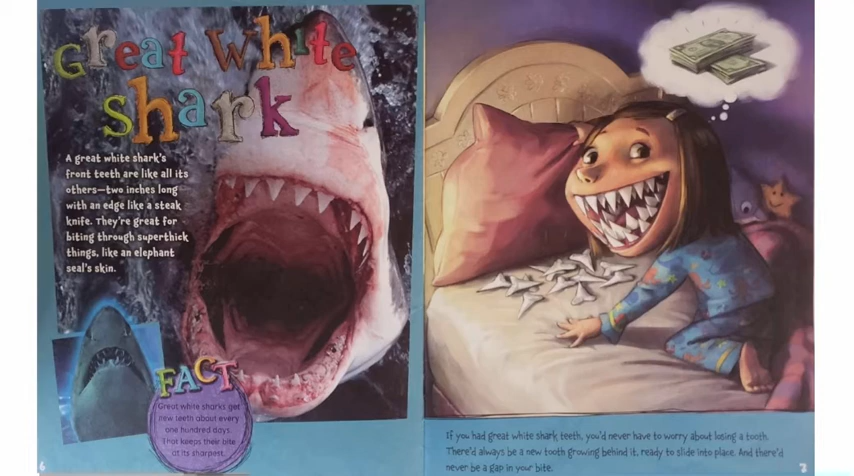 Great White
shark
A great white shark's
front teeth are like all its
others—two inches long
with an edge like a steak
knife. They're great for
biting through superthick
things, like an elephant
seal's skin.
FACT
Great white sharks get
new teeth about every
one hundred days.
That keeps their bite
at its sharpest.
6
If you had great white shark teeth, you'd never have to worry about losing a tooth.
There'd always be a new tooth growing behind it, ready to slide into place. And there'd
never be a gap in your bite.